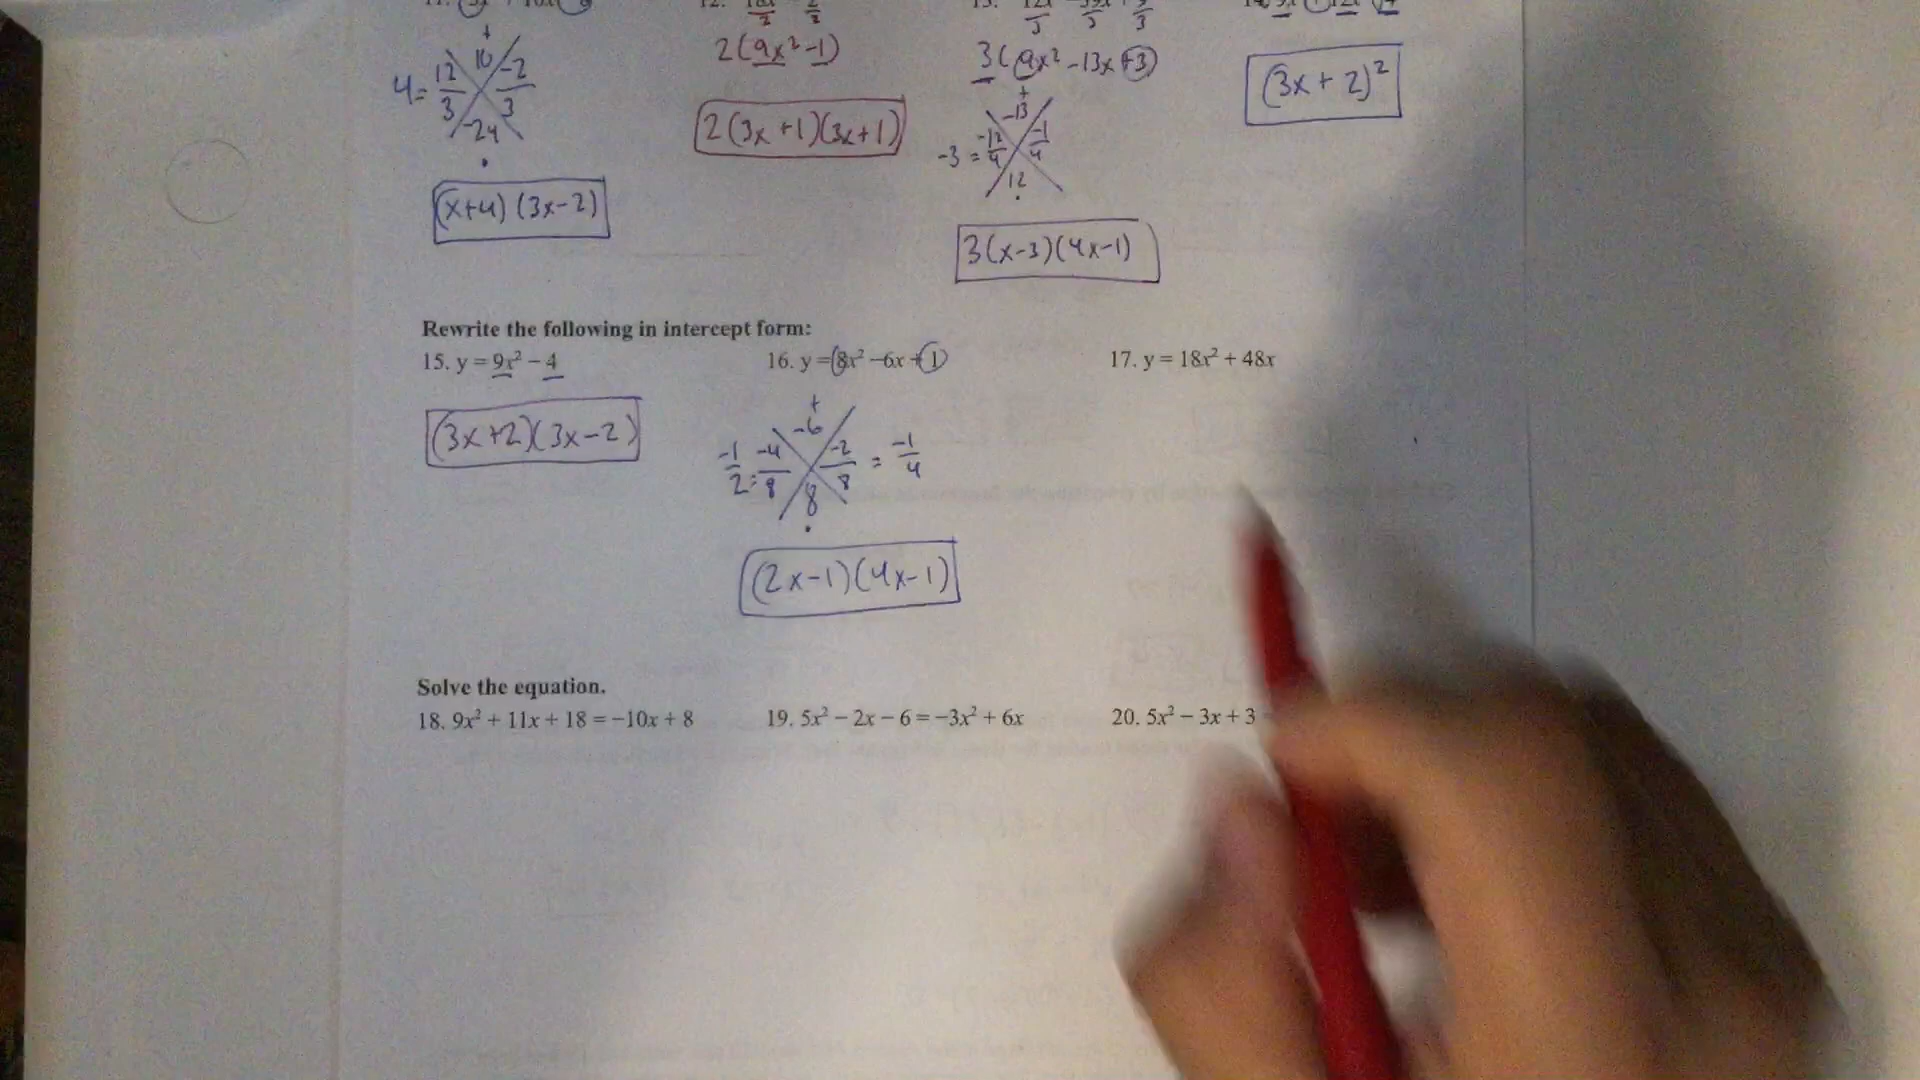 2(9x² -1)
3(9x² -13x +3)
(3x + 2)²
+
10
4= 12/3 -2/3
-24
.
2(3x +1)(3x+1)
+
-13
-3 = -12/4 -1/4
12
.
(x+4)(3x-2)
3(x-3)(4x-1)
Rewrite the following in intercept form:
15. y = 9x² – 4
16. y = 8x² –6x + 1
17. y = 18x² + 48x
(3x+2)(3x-2)
+
-6
-1/2 = -4/8 -2/8 = -1/4
8
.
(2x-1)(4x-1)
Solve the equation.
18. 9x² + 11x + 18 = –10x + 8
19. 5x² – 2x – 6 = –3x² + 6x
20. 5x² – 3x + 3